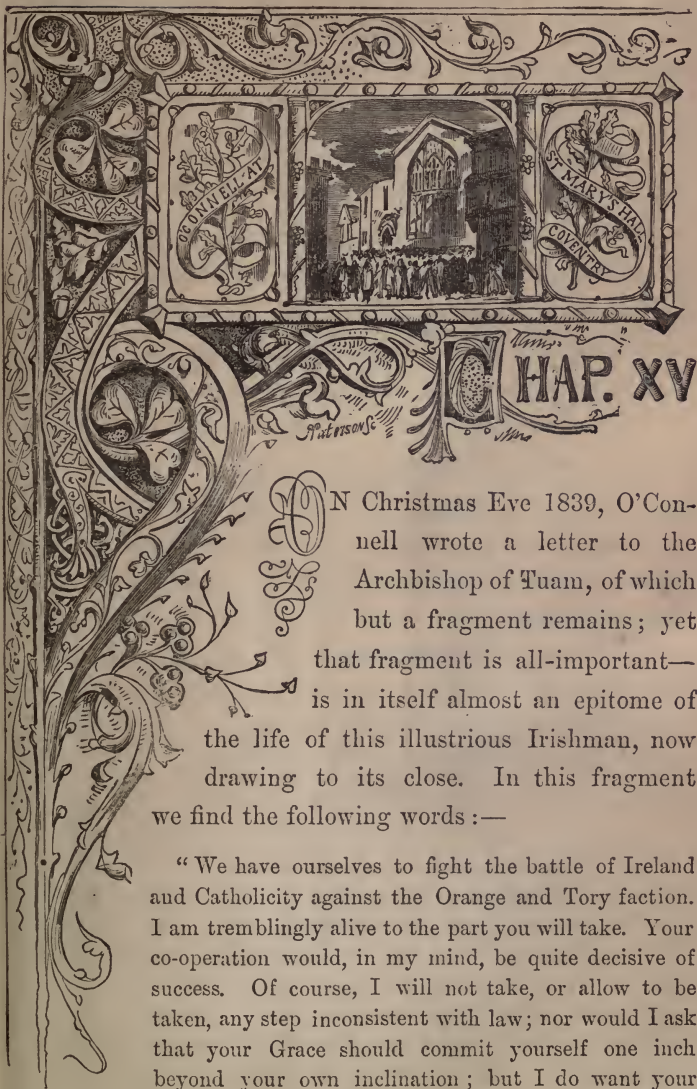 O'CONNELL AT
ST MARY'S HALL
COVENTRY
CHAP. XV
ON Christmas Eve 1839, O'Con-
nell wrote a letter to the
Archbishop of Tuam, of which
but a fragment remains; yet
that fragment is all-important—
is in itself almost an epitome of
the life of this illustrious Irishman, now
drawing to its close. In this fragment
we find the following words :—
“ We have ourselves to fight the battle of Ireland
and Catholicity against the Orange and Tory faction.
I am tremblingly alive to the part you will take. Your
co-operation would, in my mind, be quite decisive of
success. Of course, I will not take, or allow to be
taken, any step inconsistent with law; nor would I ask
that your Grace should commit yourself one inch
beyond your own inclination ; but I do want your